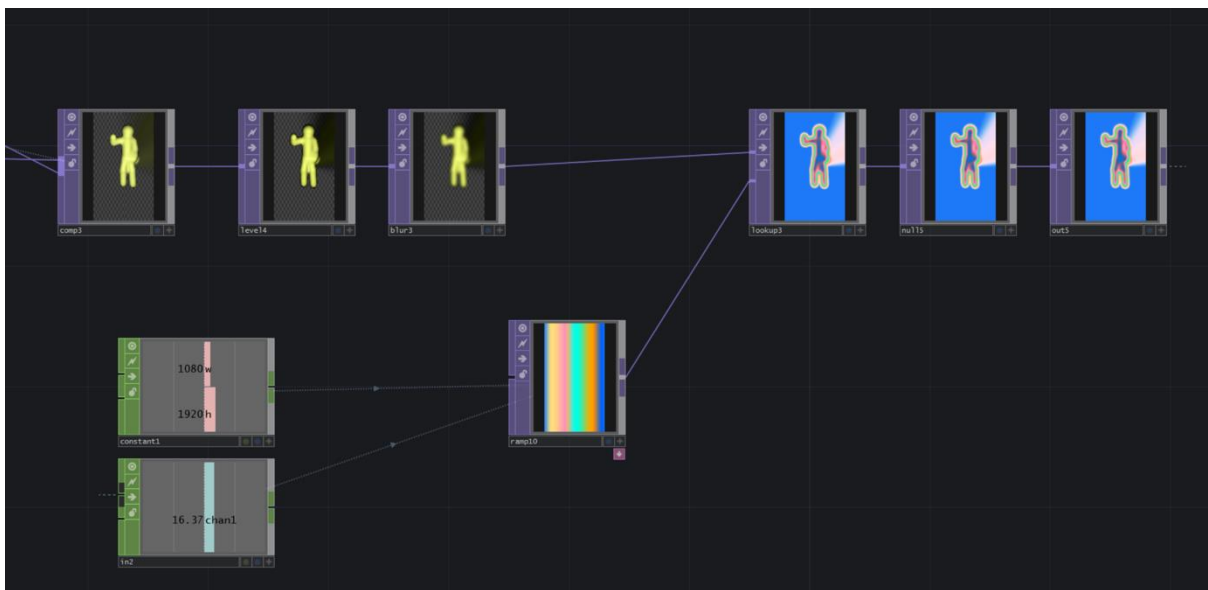 comp3
level4
blur3
lookup3
null5
out5
1080 w
1920 h
constant1
ramp10
16.37 chan1
in2